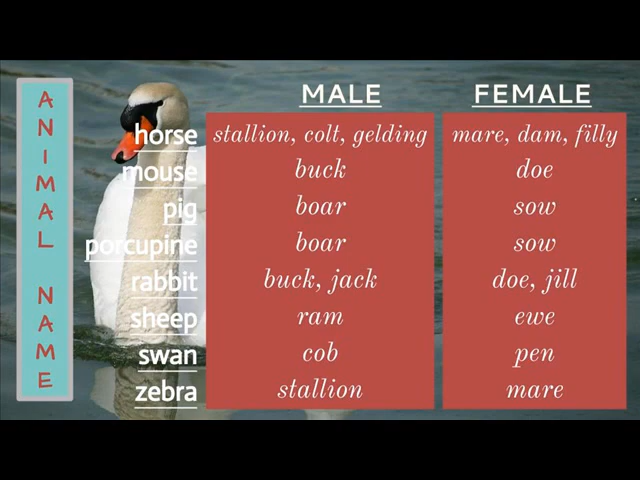 ANIMAL NAME
MALE FEMALE
horse stallion, colt, gelding mare, dam, filly
mouse buck doe
pig boar sow
porcupine boar sow
rabbit buck, jack doe, jill
sheep ram ewe
swan cob pen
zebra stallion mare